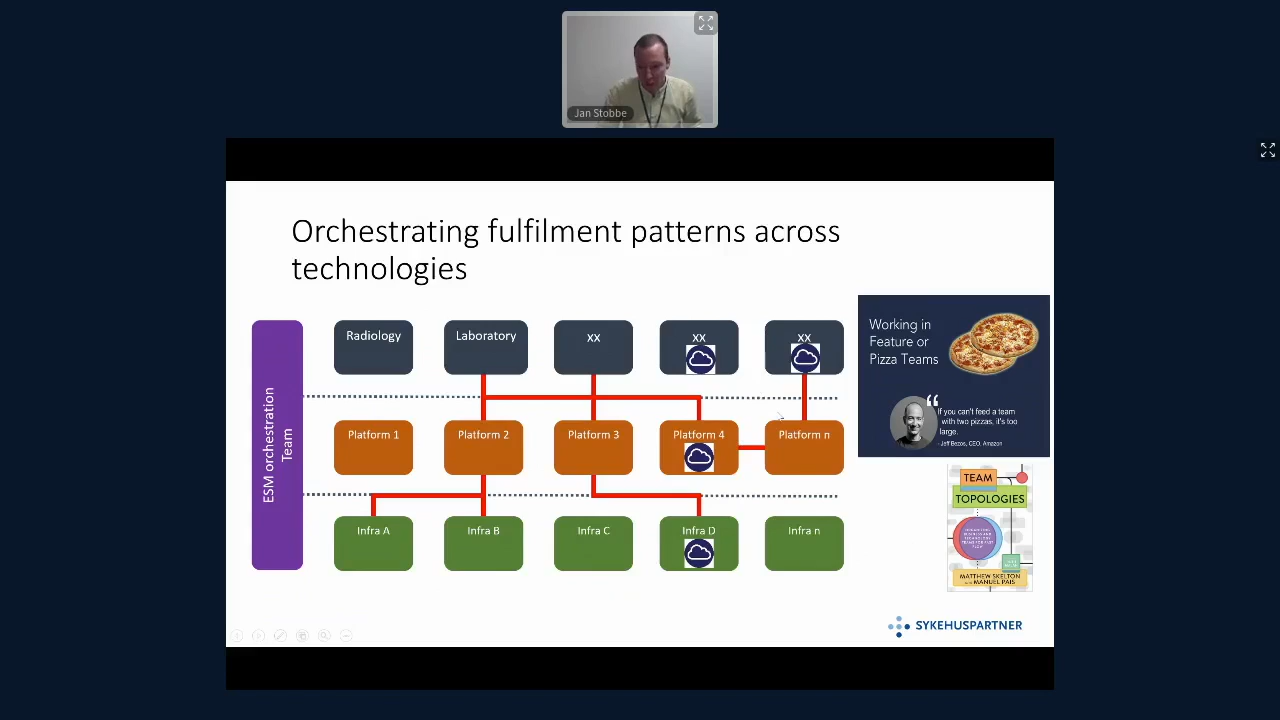 Jan Stobbe
Orchestrating fulfilment patterns across
technologies
ESM orchestration
Team
Radiology
Laboratory
xx
xx
xx
Platform 1
Platform 2
Platform 3
Platform 4
Platform n
Infra A
Infra B
Infra C
Infra D
Infra n
Working in
Feature or
Pizza Teams
“
If you can't feed a team
with two pizzas, it's too
large.
- Jeff Bezos, CEO, Amazon
TEAM
TOPOLOGIES
MATTHEW SKELTON
MANUEL PAIS
SYKEHUSPARTNER